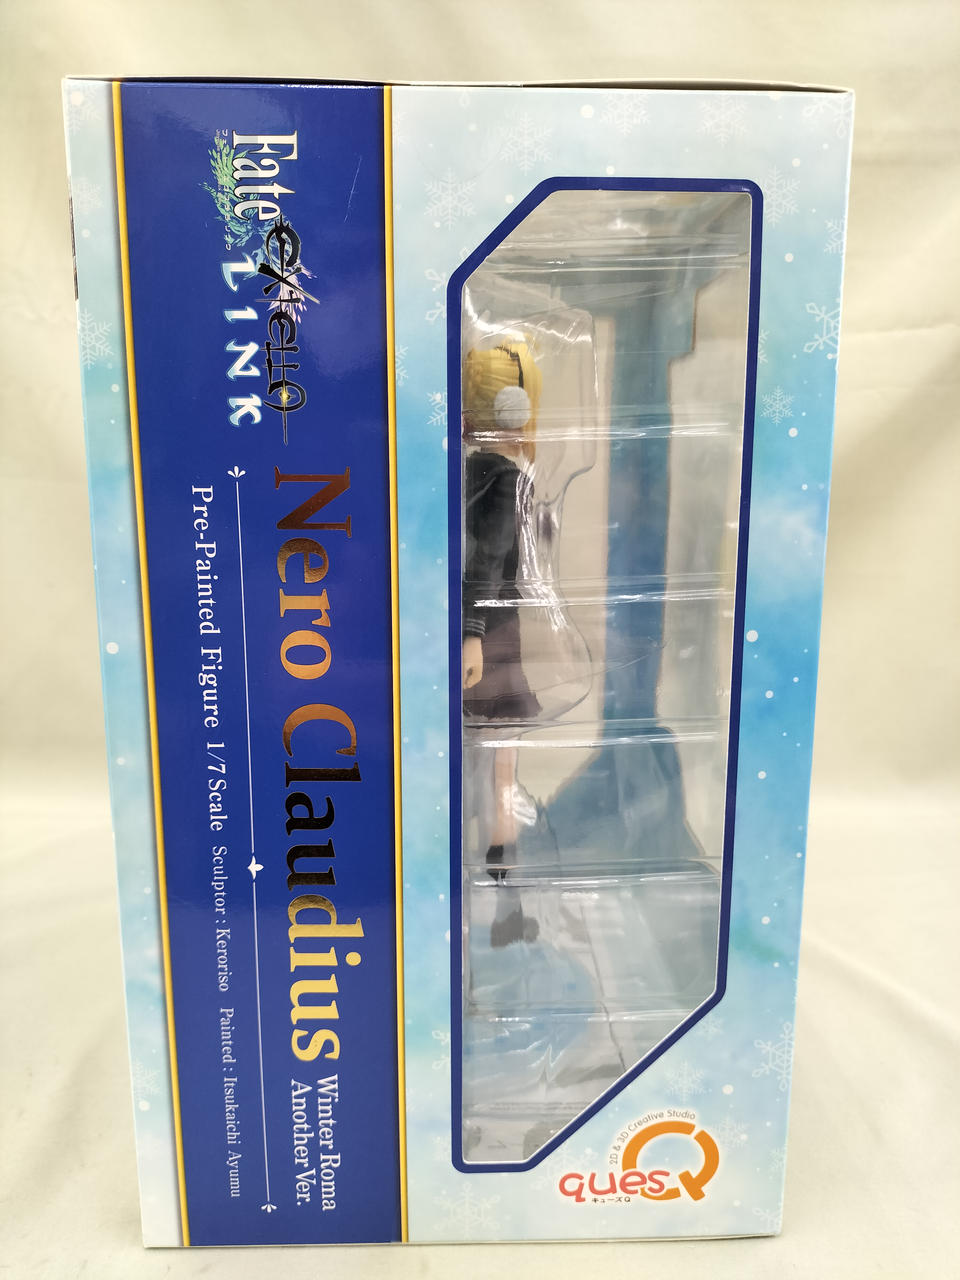 Fate
EXTELLA
LINK
Nero Claudius
Winter Roma
Another Ver.
Pre-Painted Figure 1/7 Scale Sculptor : Keroriso Painted : Itsukaichi Ayumu
2D & 3D Creative Studio
quesQ
キューズQ